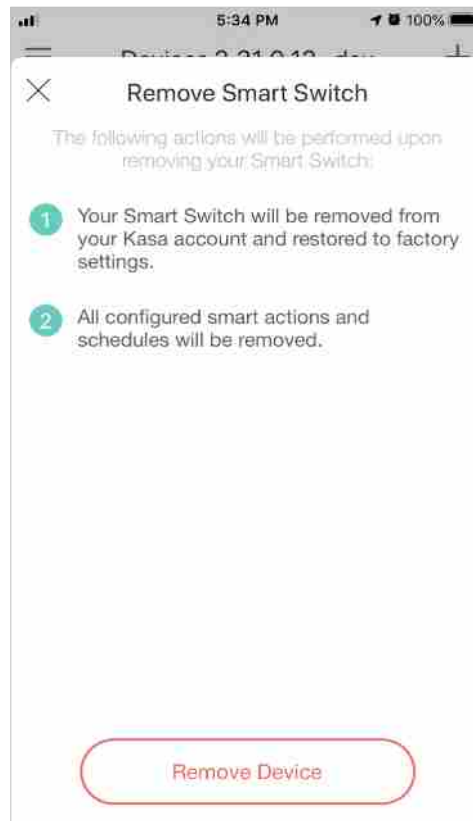 5:34 PM
100%
Remove Smart Switch
The following actions will be performed upon
removing your Smart Switch:
1 Your Smart Switch will be removed from
your Kasa account and restored to factory
settings.
2 All configured smart actions and
schedules will be removed.
Remove Device